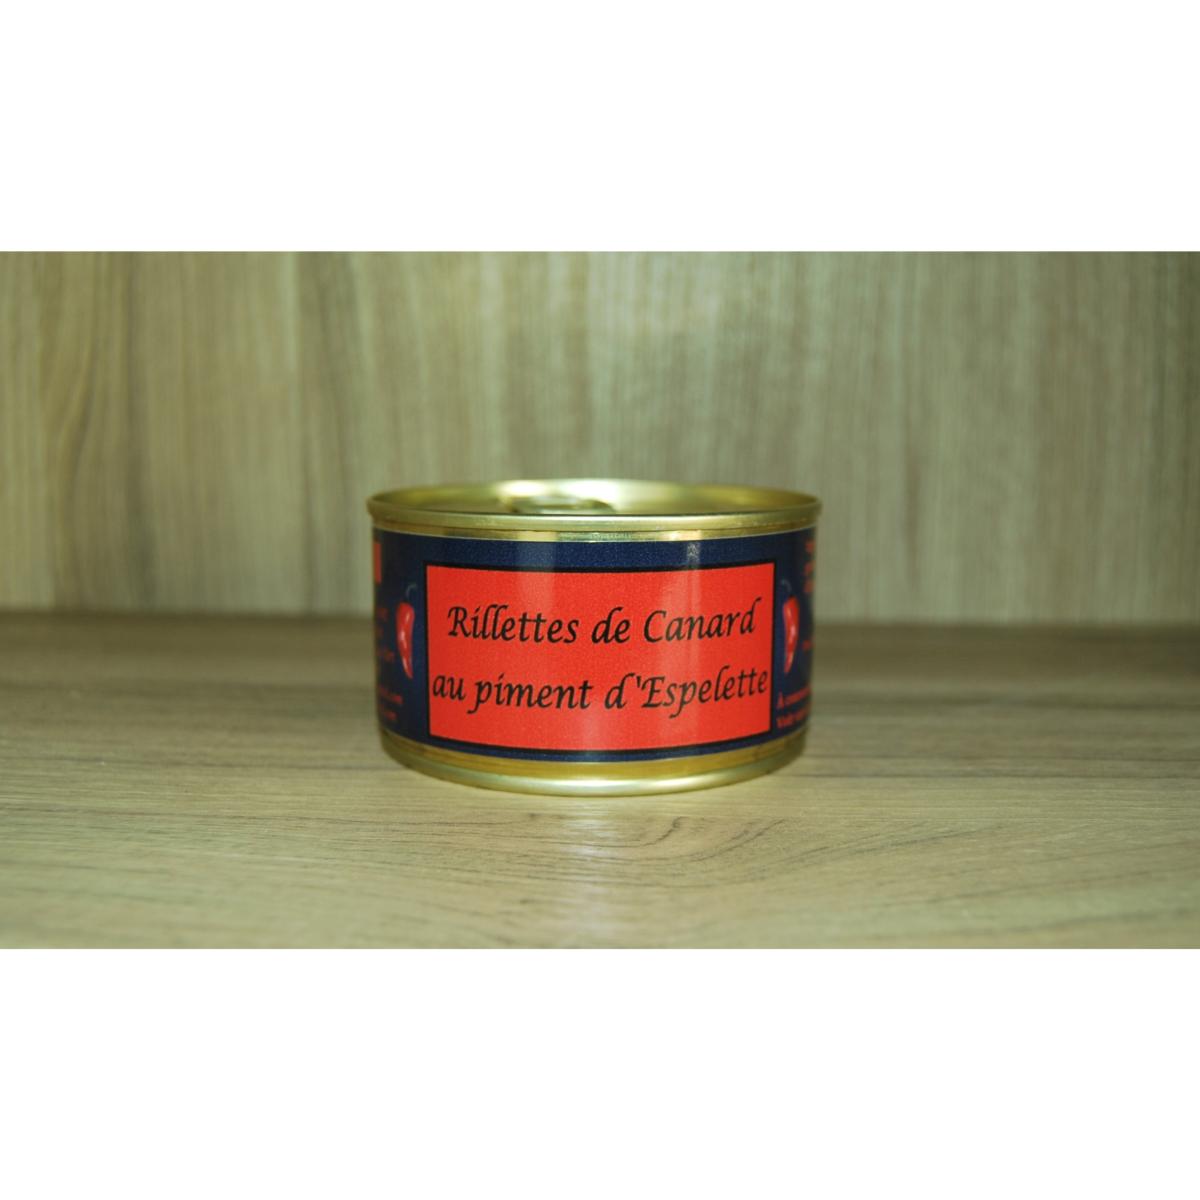 Rillettes de Canard
au piment d'Espelette